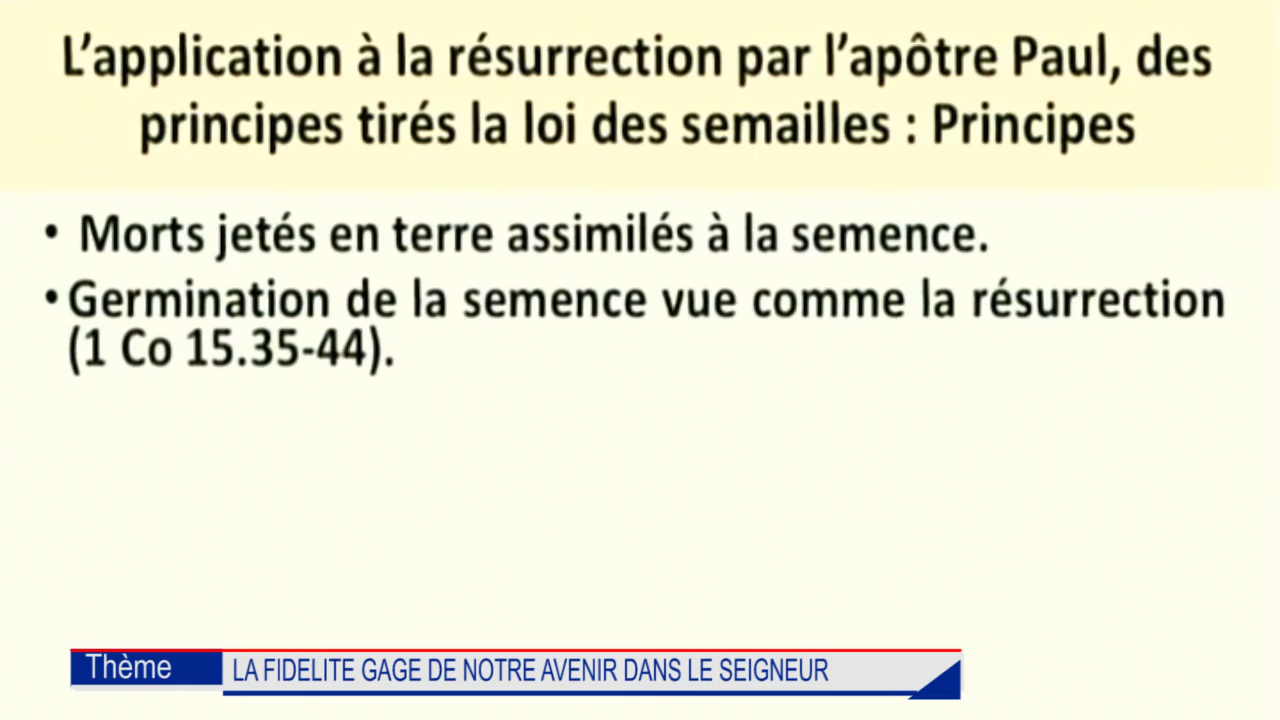 L’application à la résurrection par l’apôtre Paul, des
principes tirés la loi des semailles : Principes
• Morts jetés en terre assimilés à la semence.
• Germination de la semence vue comme la résurrection
(1 Co 15.35-44).
Thème LA FIDELITE GAGE DE NOTRE AVENIR DANS LE SEIGNEUR